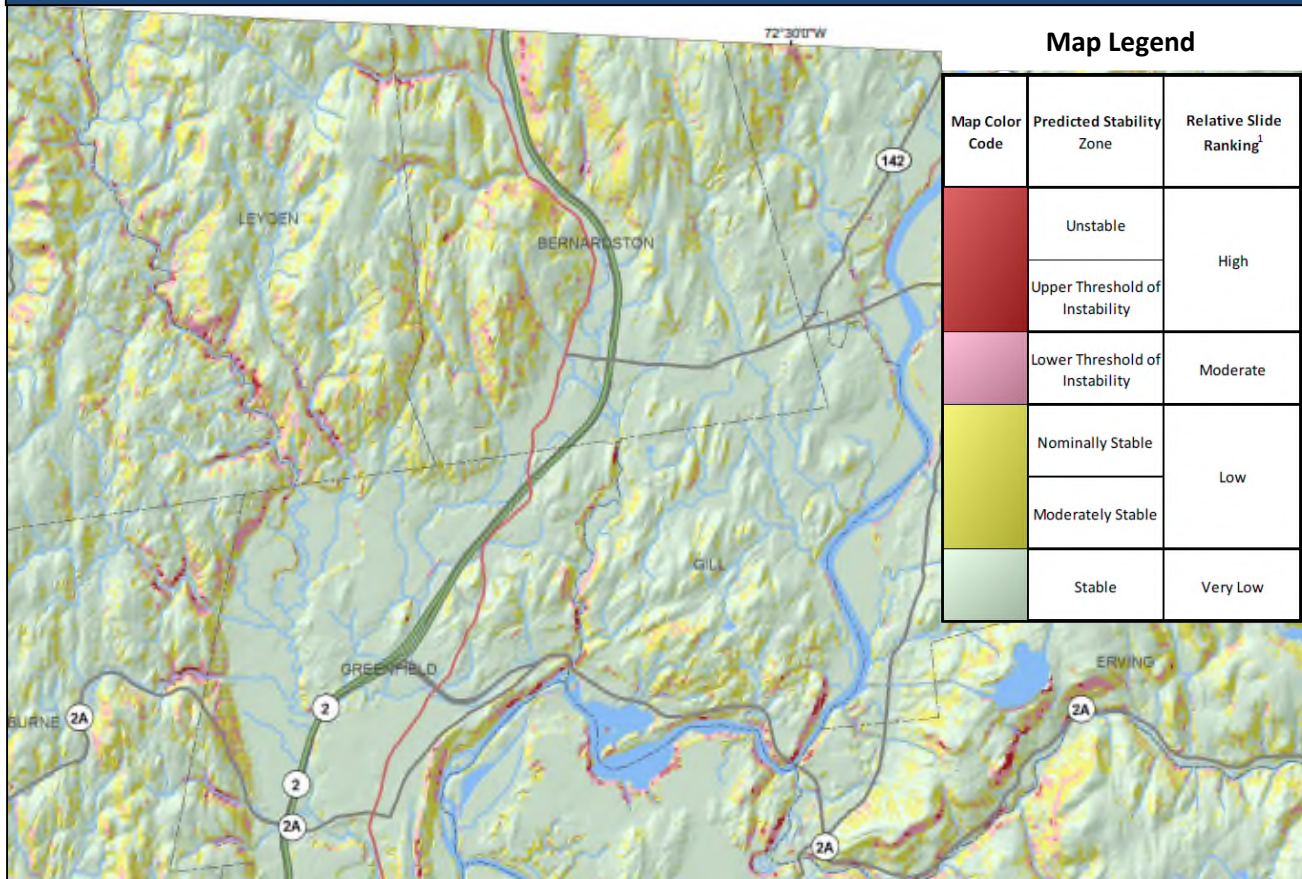 72°30'0"W
Map Legend
Map Color
Code
Predicted Stability
Zone
Relative Slide
Ranking¹
Unstable
Upper Threshold of
Instability
High
Lower Threshold of
Instability
Moderate
Nominally Stable
Moderately Stable
Low
Stable
Very Low
142
LEYDEN
BERNARDSTON
GILL
GREENFIELD
ERVING
BURNE
2A
2
2A
2
2A
2A